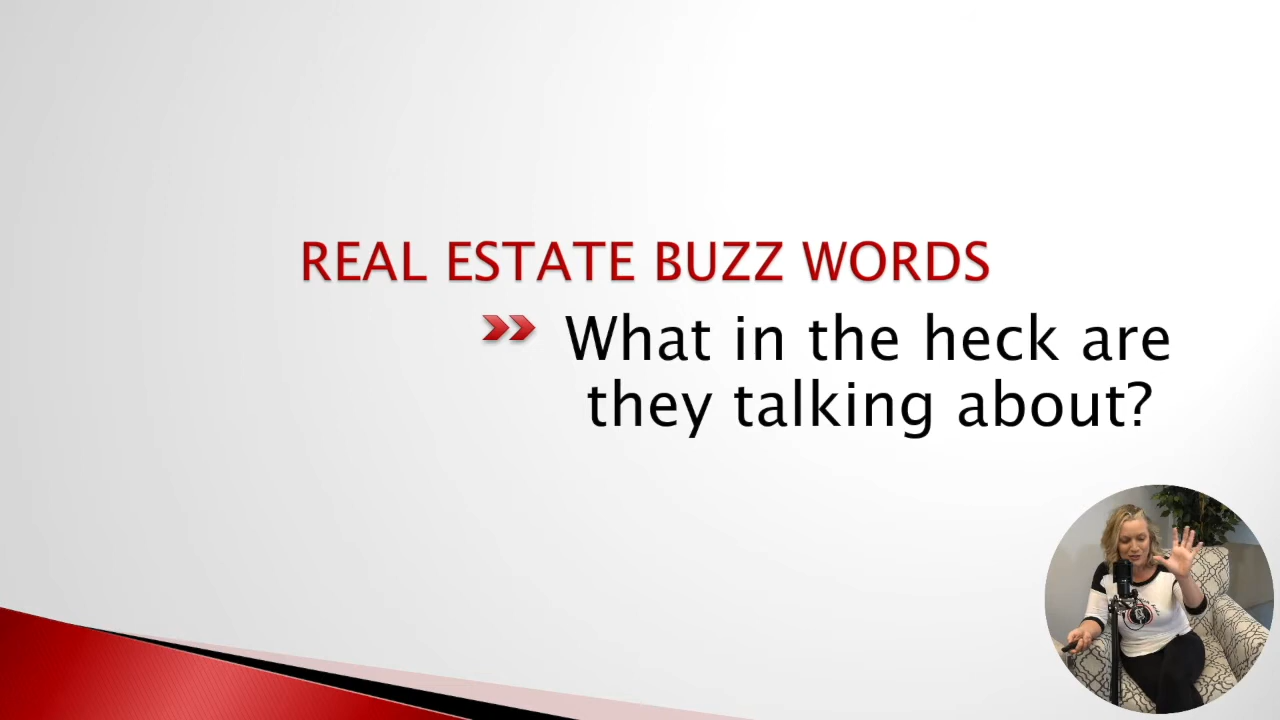 REAL ESTATE BUZZ WORDS
What in the heck are
they talking about?